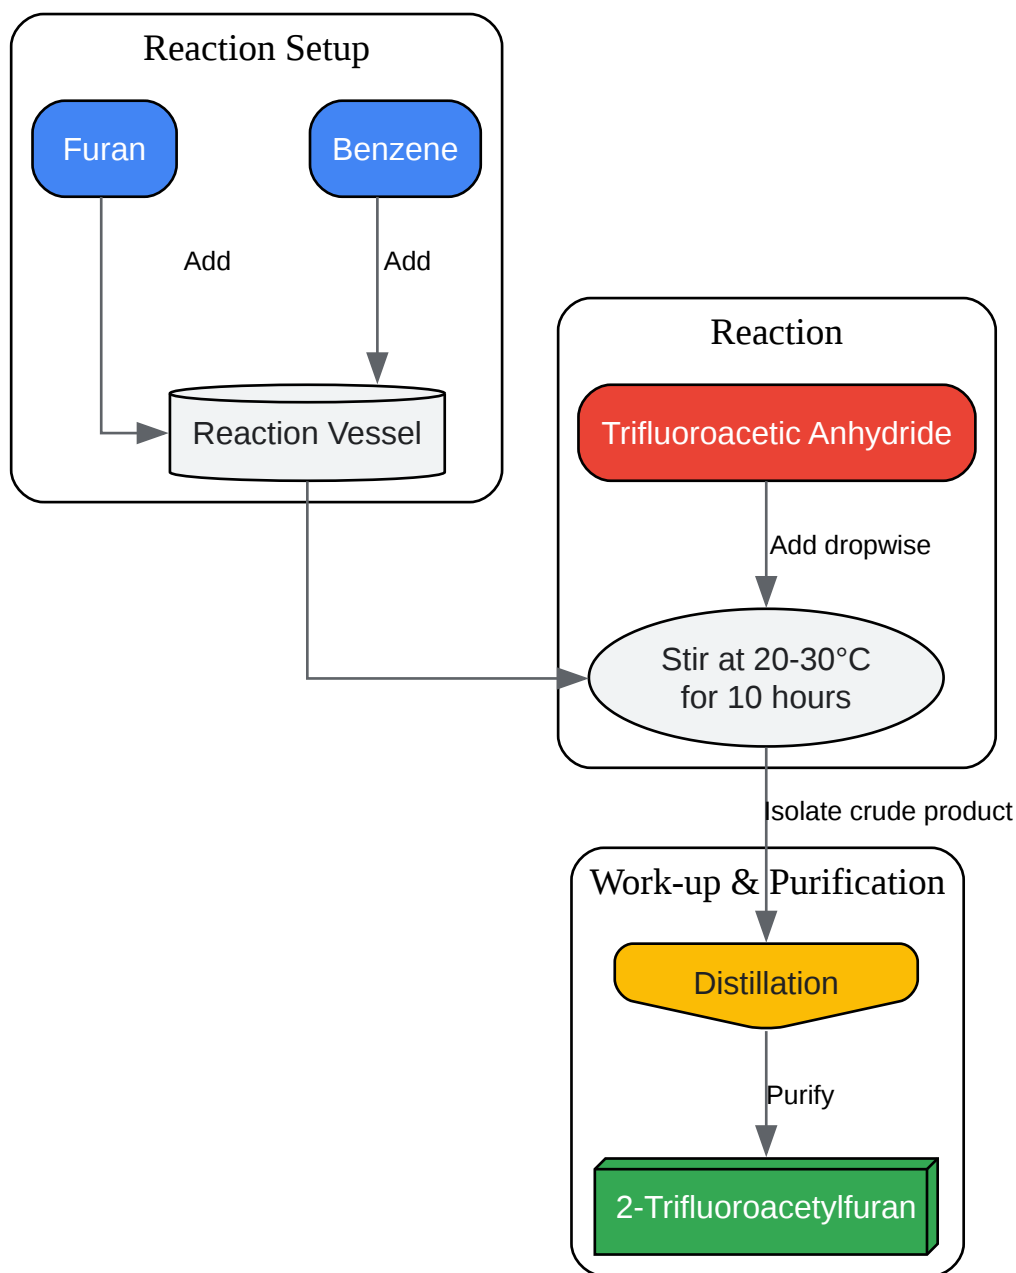 Reaction Setup
Furan
Benzene
Add
Add
Reaction Vessel
Reaction
Trifluoroacetic Anhydride
Add dropwise
Stir at 20-30°C
for 10 hours
Isolate crude product
Work-up & Purification
Distillation
Purify
2-Trifluoroacetylfuran